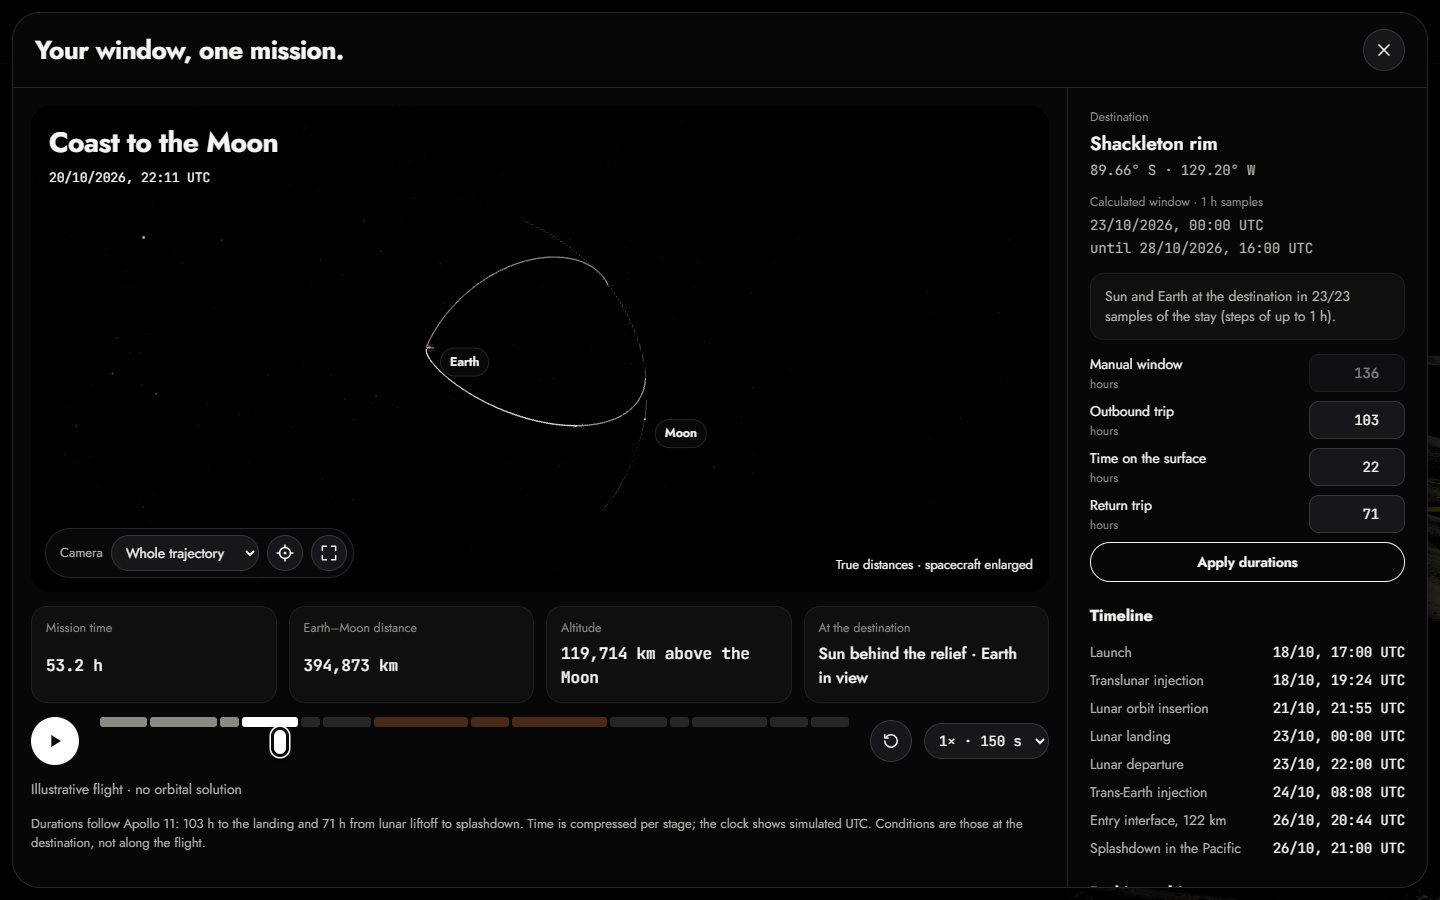 Your window, one mission.
Coast to the Moon
20/10/2026, 22:11 UTC
Earth
Moon
Camera
Whole trajectory
True distances · spacecraft enlarged
Mission time
53.2 h
Earth–Moon distance
394,873 km
Altitude
119,714 km above the
Moon
At the destination
Sun behind the relief · Earth
in view
1× · 150 s
Illustrative flight · no orbital solution
Durations follow Apollo 11: 103 h to the landing and 71 h from lunar liftoff to splashdown. Time is compressed per stage; the clock shows simulated UTC. Conditions are those at the
destination, not along the flight.
Destination
Shackleton rim
89.66° S · 129.20° W
Calculated window · 1 h samples
23/10/2026, 00:00 UTC
until 28/10/2026, 16:00 UTC
Sun and Earth at the destination in 23/23
samples of the stay (steps of up to 1 h).
Manual window
hours
136
Outbound trip
hours
103
Time on the surface
hours
22
Return trip
hours
71
Apply durations
Timeline
Launch 18/10, 17:00 UTC
Translunar injection 18/10, 19:24 UTC
Lunar orbit insertion 21/10, 21:55 UTC
Lunar landing 23/10, 00:00 UTC
Lunar departure 23/10, 22:00 UTC
Trans-Earth injection 24/10, 08:08 UTC
Entry interface, 122 km 26/10, 20:44 UTC
Splashdown in the Pacific 26/10, 21:00 UTC